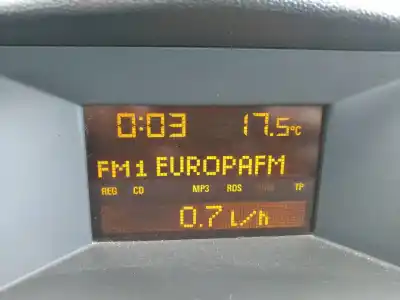 0:03 17.5°C
FM1 EUROPAFM
REG CD MP3 RDS TP
0.7 l/h